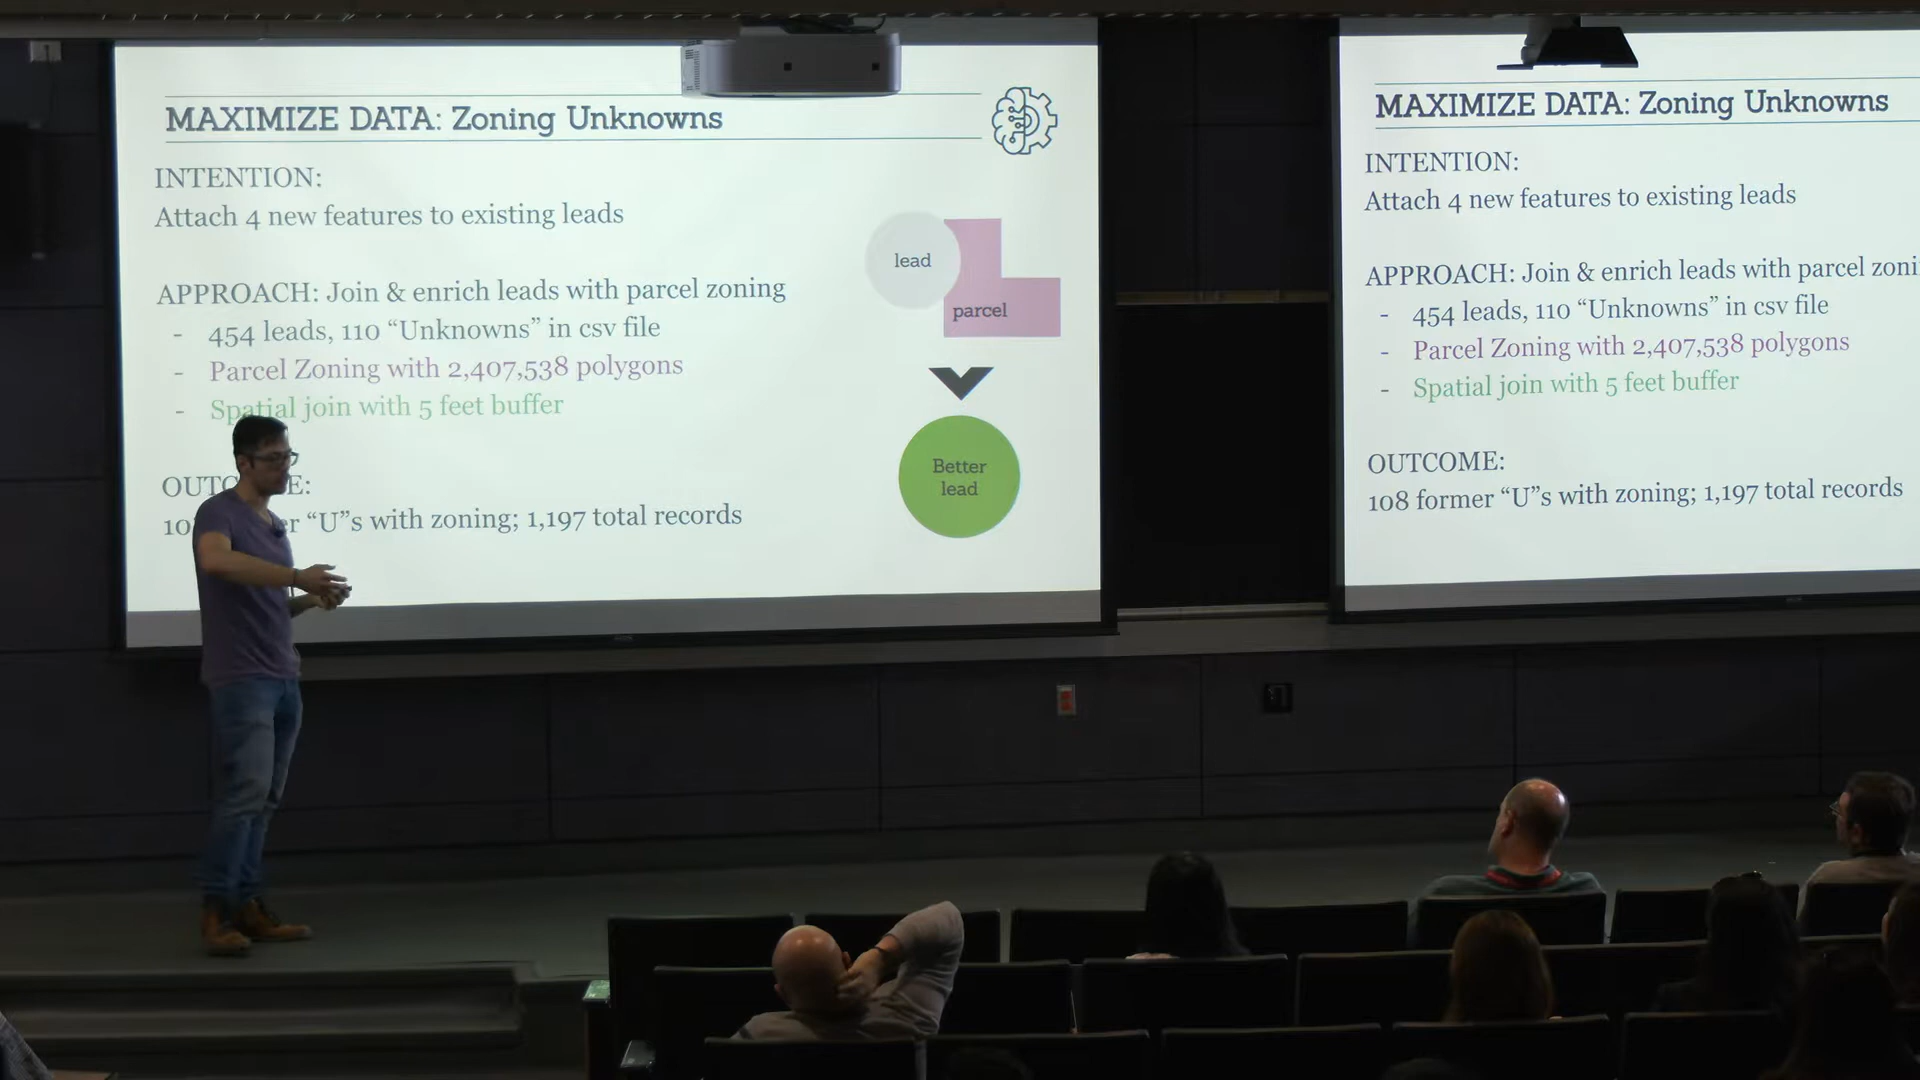 MAXIMIZE DATA: Zoning Unknowns
INTENTION:
Attach 4 new features to existing leads
APPROACH: Join & enrich leads with parcel zoning
- 454 leads, 110 “Unknowns” in csv file
- Parcel Zoning with 2,407,538 polygons
- Spatial join with 5 feet buffer
OUTCOME:
108 former “U”s with zoning; 1,197 total records
lead
parcel
Better
lead
MAXIMIZE DATA: Zoning Unknowns
INTENTION:
Attach 4 new features to existing leads
APPROACH: Join & enrich leads with parcel zoni
- 454 leads, 110 “Unknowns” in csv file
- Parcel Zoning with 2,407,538 polygons
- Spatial join with 5 feet buffer
OUTCOME:
108 former “U”s with zoning; 1,197 total records